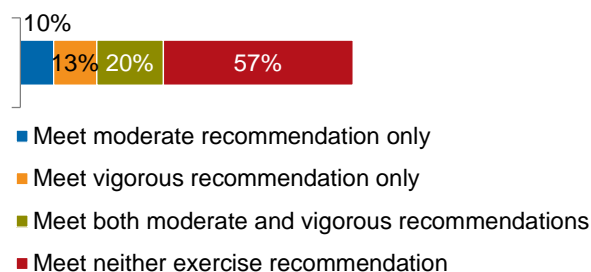 10%
13% 20% 57%
Meet moderate recommendation only
Meet vigorous recommendation only
Meet both moderate and vigorous recommendations
Meet neither exercise recommendation